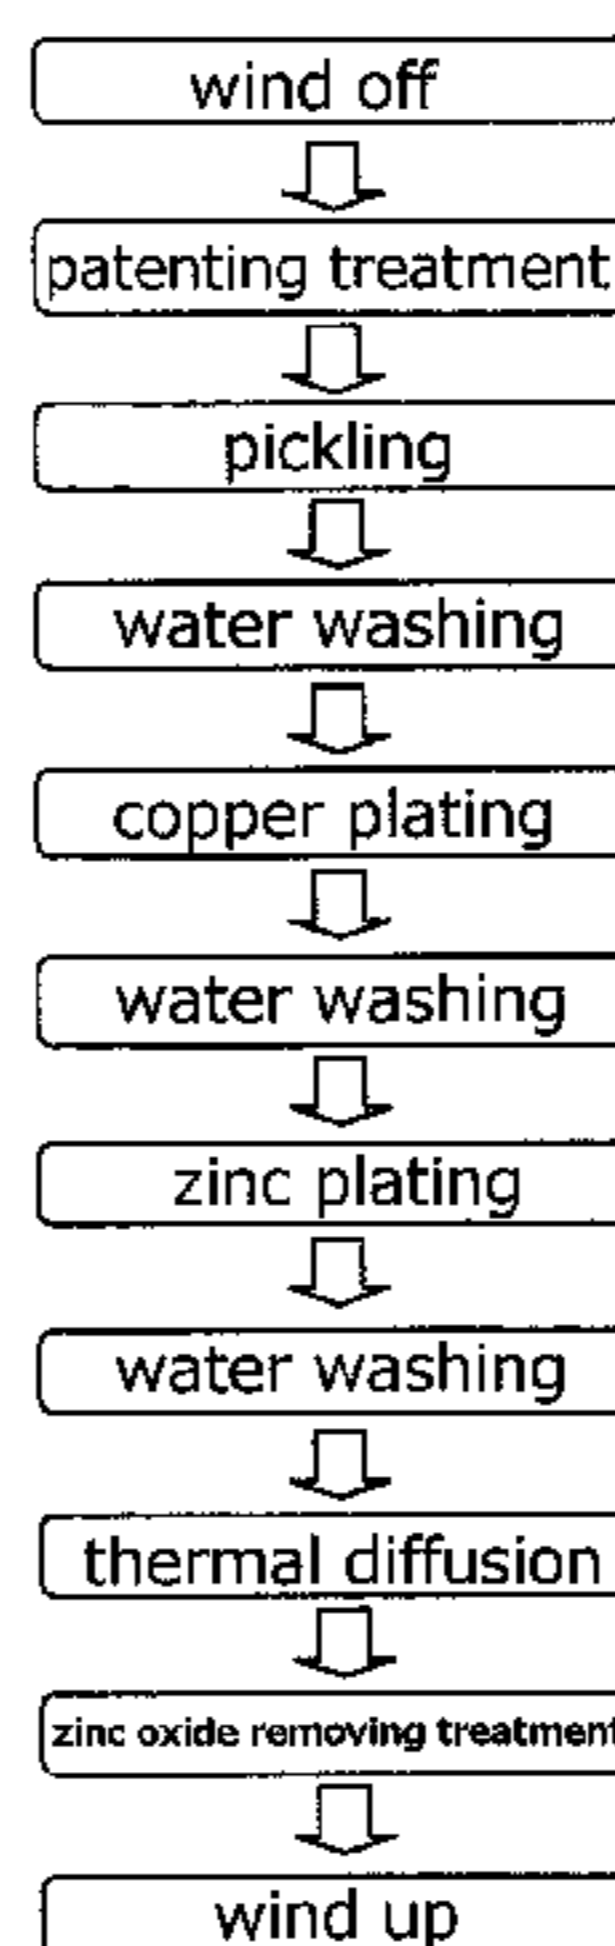 wind off
patenting treatment
pickling
water washing
copper plating
water washing
zinc plating
water washing
thermal diffusion
zinc oxide removing treatment
wind up